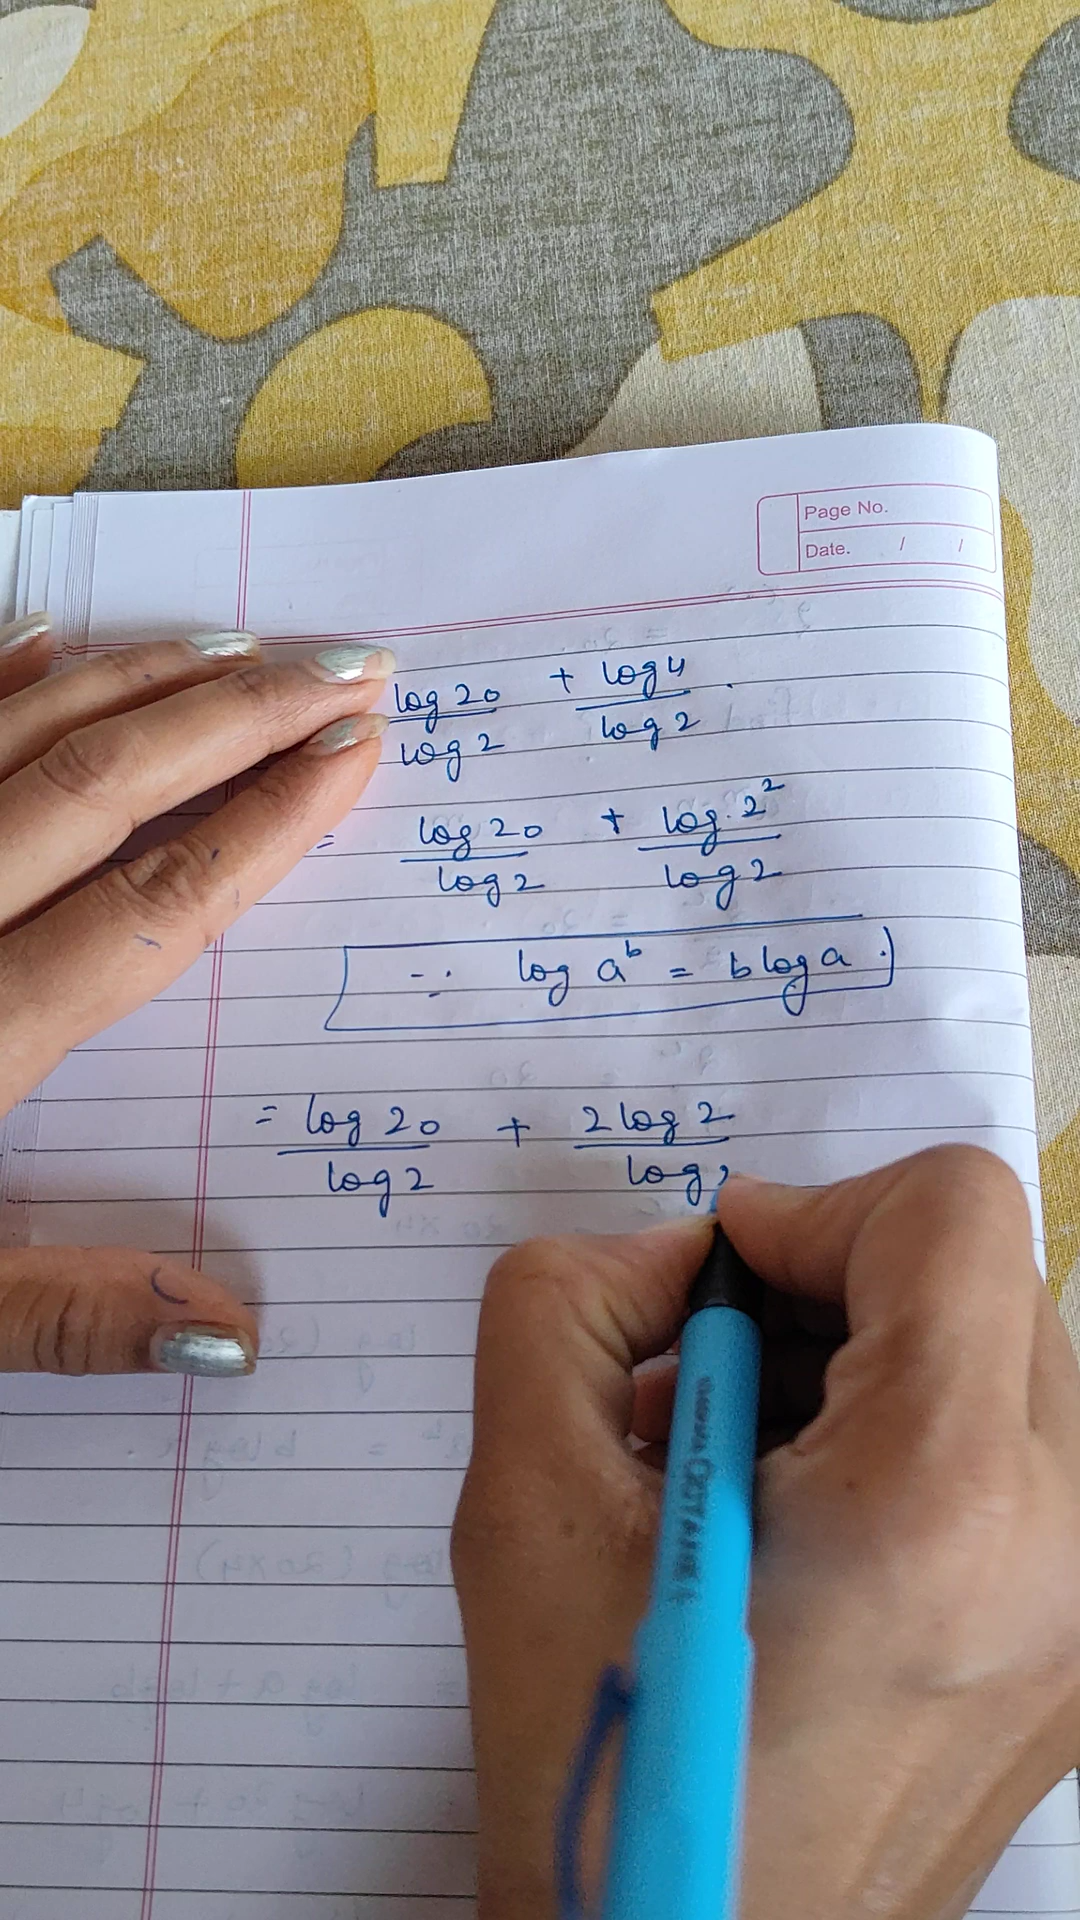 Page No.
Date. / /
log 20 / log 2 + log 4 / log 2 .
= log 20 / log 2 + log. 2² / log 2
∵ log aᵇ = b log a .
= log 20 / log 2 + 2 log 2 / log